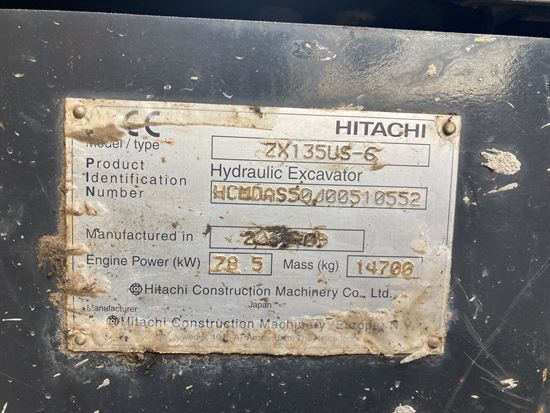 CE HITACHI
Model / type ZX135US-6
Product Hydraulic Excavator
Identification
Number HCMDAS50J00510552
Manufactured in
Engine Power (kW) 78.5 Mass (kg) 14700
Hitachi Construction Machinery Co., Ltd.
Japan
Manufacturer
Hitachi Construction Machinery (Europe) N.V.